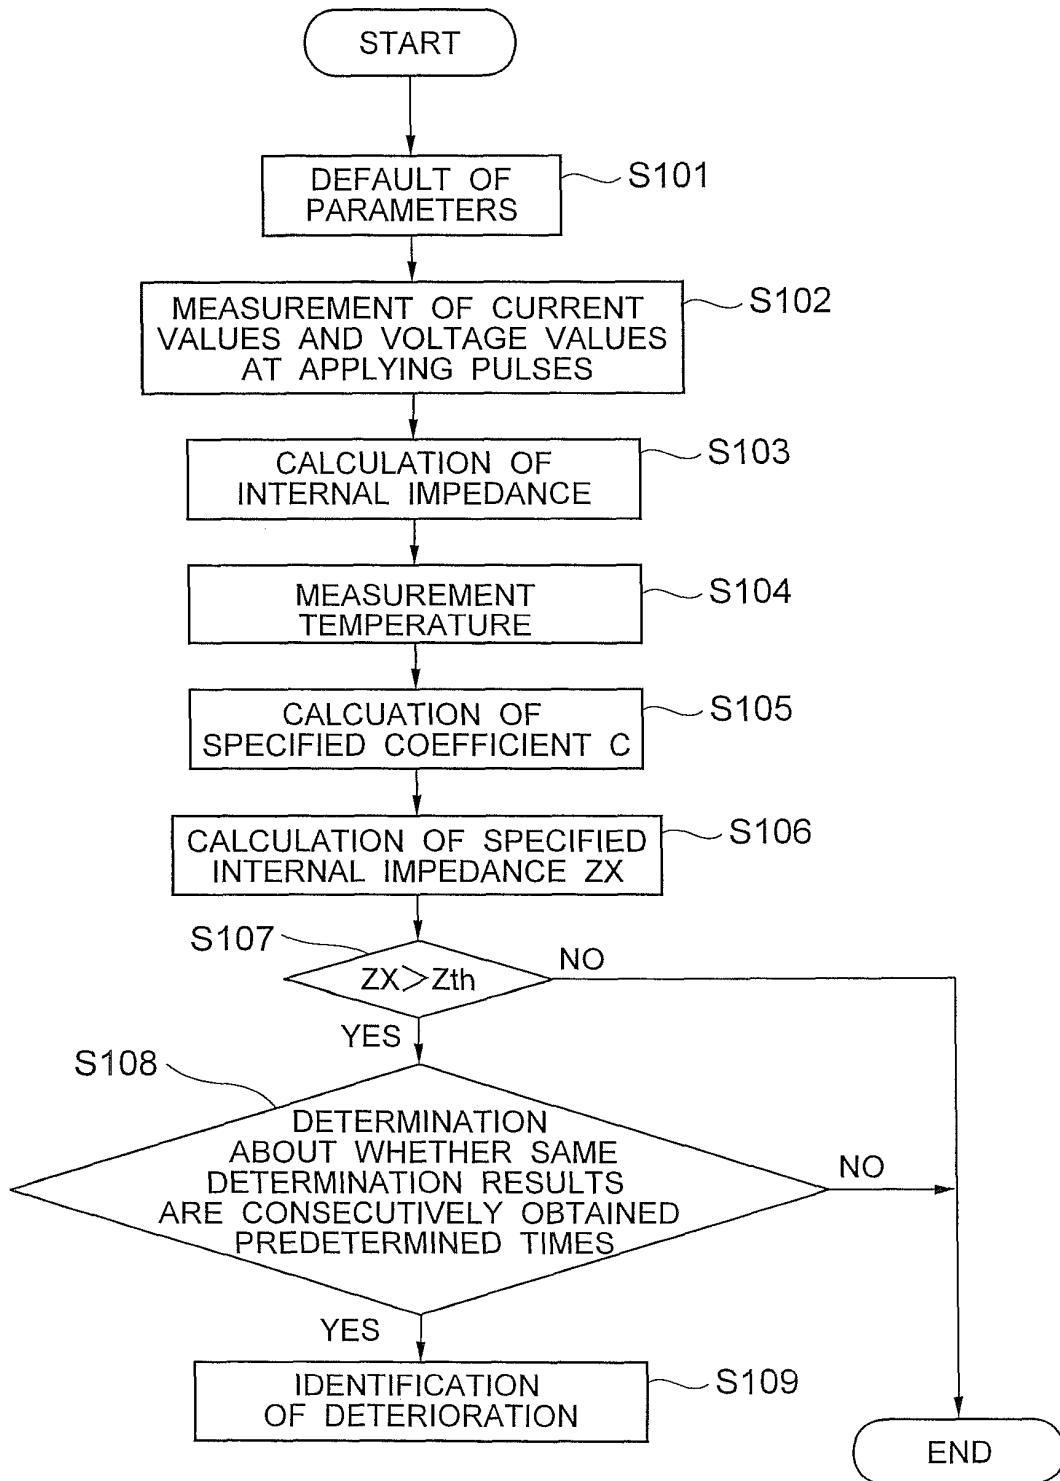 START
DEFAULT OF
PARAMETERS
S101
MEASUREMENT OF CURRENT
VALUES AND VOLTAGE VALUES
AT APPLYING PULSES
S102
CALCULATION OF
INTERNAL IMPEDANCE
S103
MEASUREMENT
TEMPERATURE
S104
CALCUATION OF
SPECIFIED COEFFICIENT C
S105
CALCULATION OF SPECIFIED
INTERNAL IMPEDANCE ZX
S106
S107
ZX>Zth
NO
YES
S108
DETERMINATION
ABOUT WHETHER SAME
DETERMINATION RESULTS
ARE CONSECUTIVELY OBTAINED
PREDETERMINED TIMES
NO
YES
IDENTIFICATION
OF DETERIORATION
S109
END